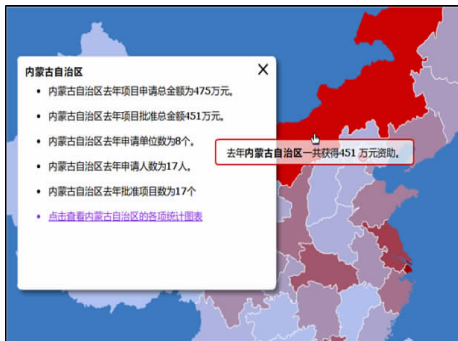 内蒙古自治区
X
• 内蒙古自治区去年项目申请总金额为475万元。
• 内蒙古自治区去年项目批准总金额451万元。
• 内蒙古自治区去年申请单位数为8个。
• 内蒙古自治区去年申请人数为17人。
• 内蒙古自治区去年批准项目数为17个
• 点击查看内蒙古自治区的各项统计图表
去年内蒙古自治区一共获得451 万元资助。